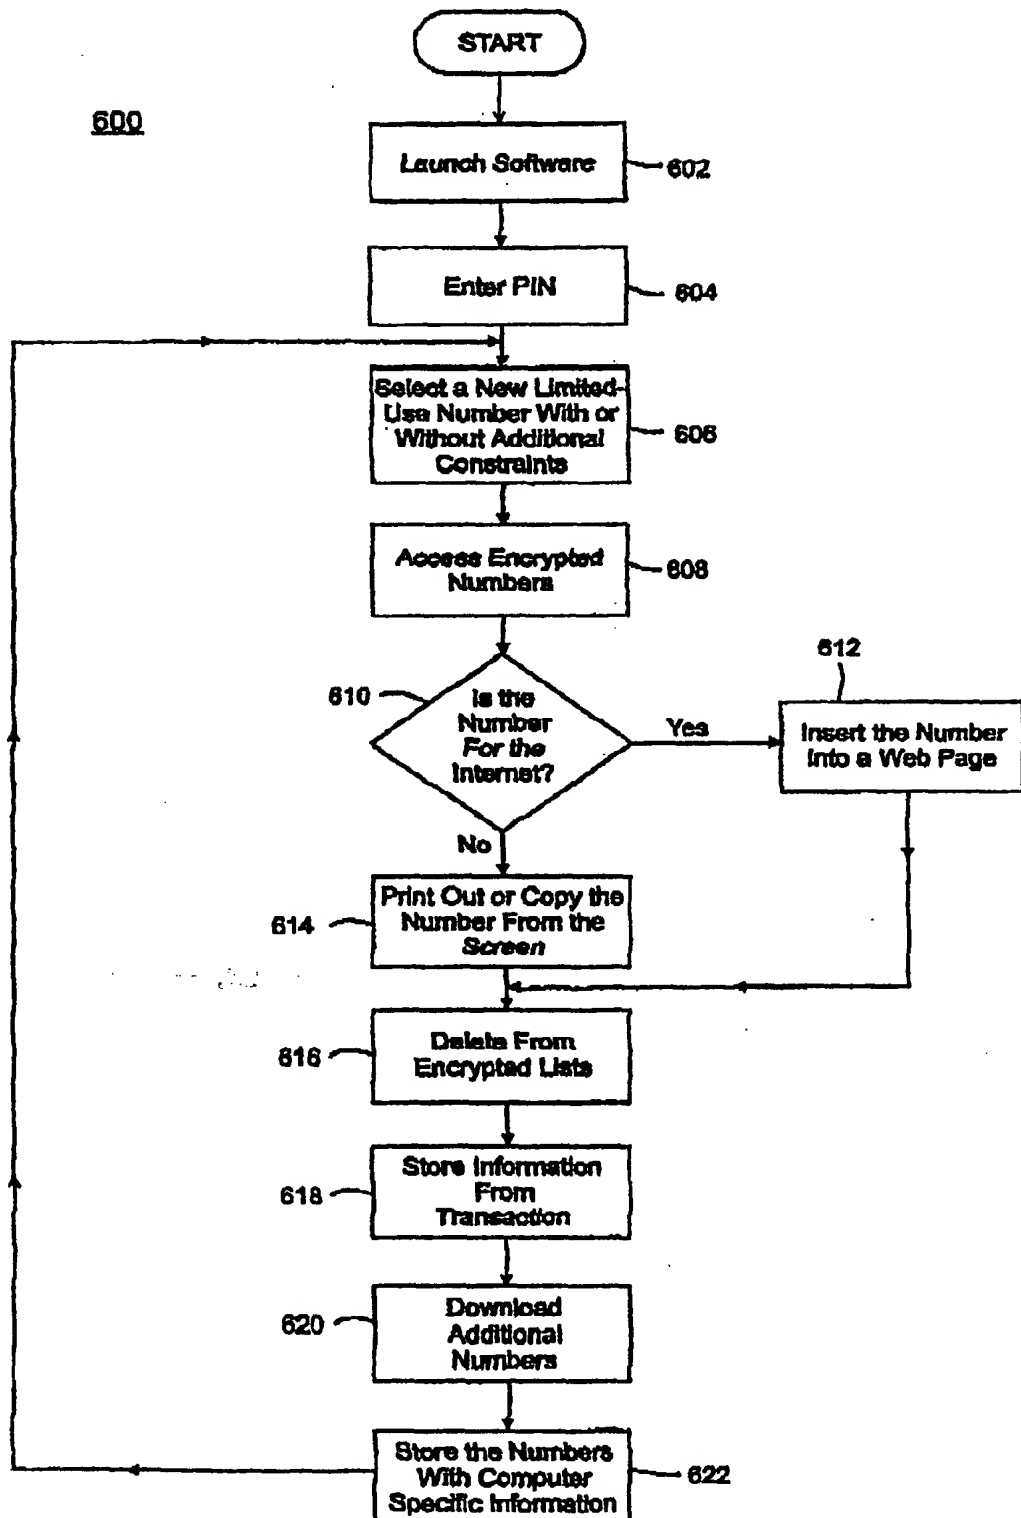 START
600
Launch Software
602
Enter PIN
604
Select a New Limited-
Use Number With or
Without Additional
Constraints
606
Access Encrypted
Numbers
608
610
Is the
Number
For the
Internet?
Yes
612
Insert the Number
Into a Web Page
No
614
Print Out or Copy the
Number From the
Screen
616
Delete From
Encrypted Lists
618
Store Information
From
Transaction
620
Download
Additional
Numbers
Store the Numbers
With Computer
Specific Information
622